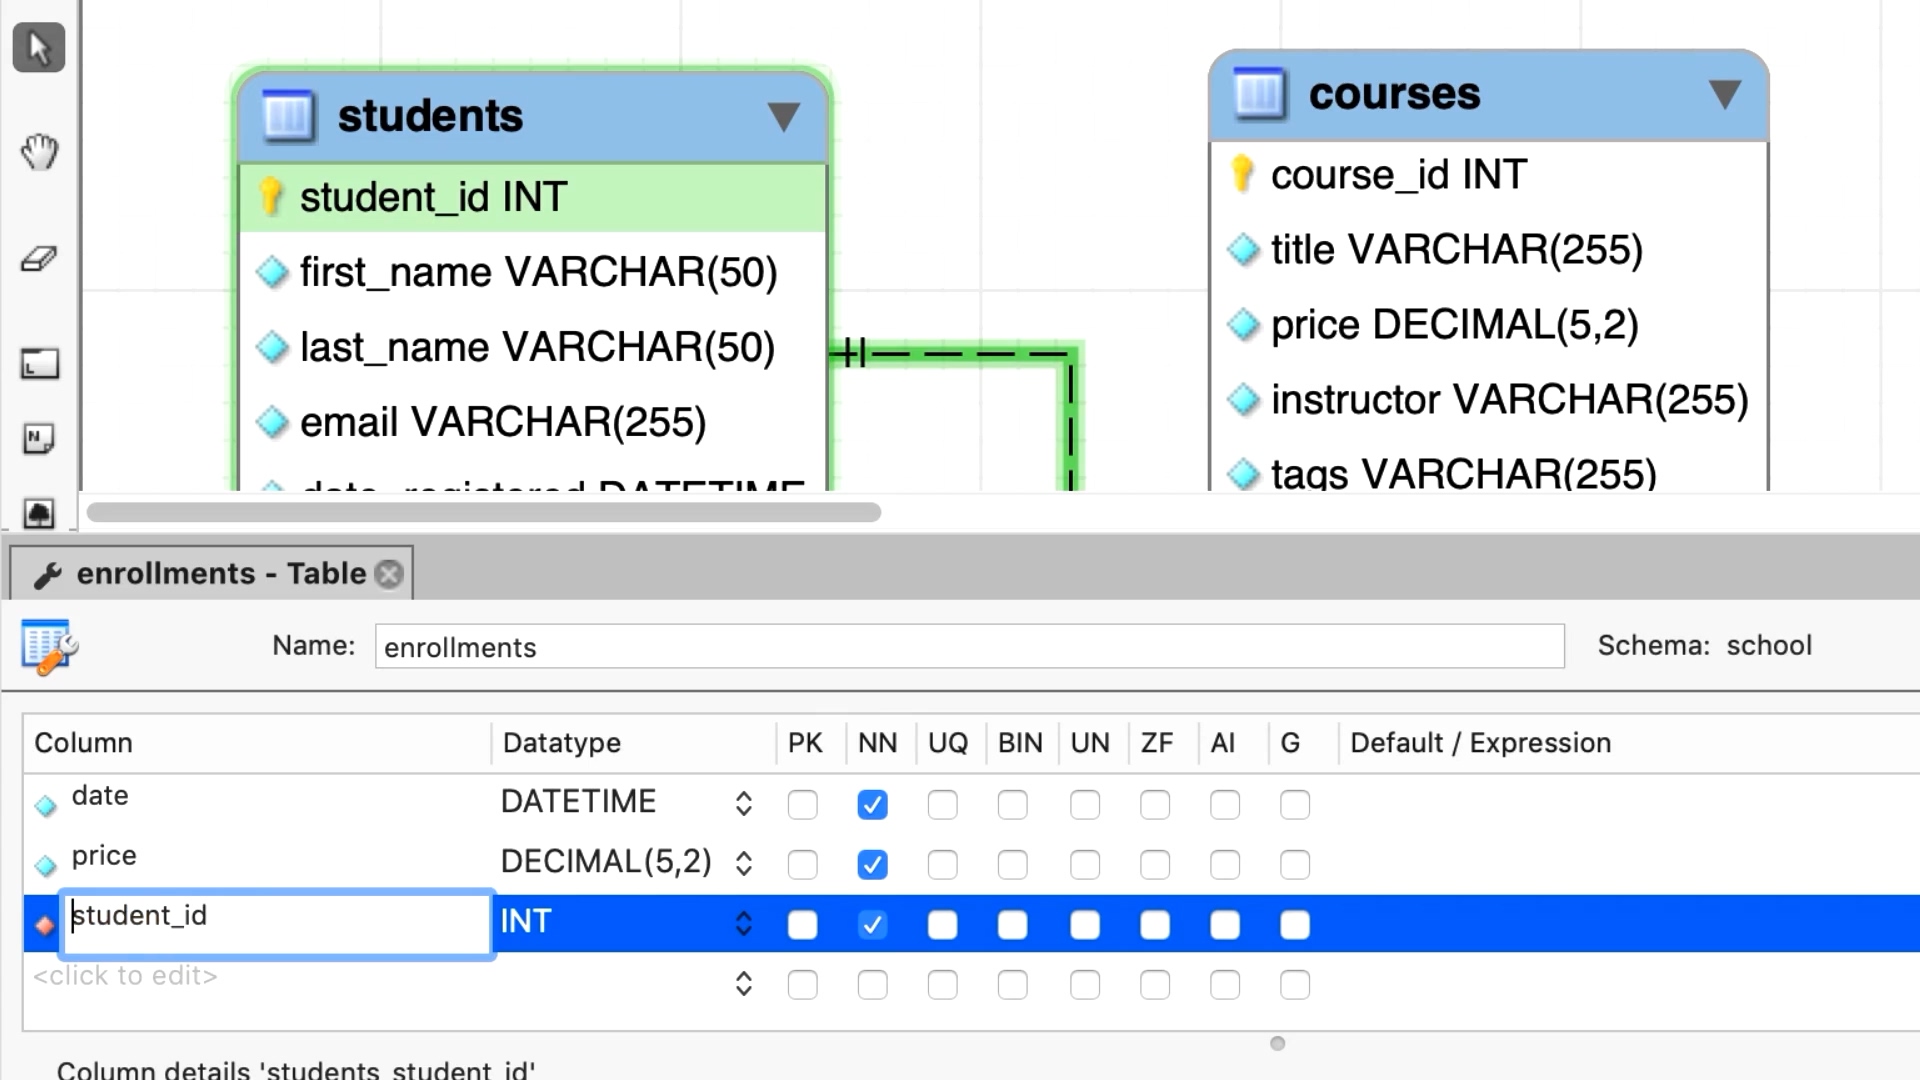 students
student_id INT
first_name VARCHAR(50)
last_name VARCHAR(50)
email VARCHAR(255)
date_registered DATETIME
courses
course_id INT
title VARCHAR(255)
price DECIMAL(5,2)
instructor VARCHAR(255)
tags VARCHAR(255)
enrollments - Table
Name: enrollments Schema: school
Column Datatype PK NN UQ BIN UN ZF AI G Default / Expression
date DATETIME
price DECIMAL(5,2)
student_id INT
<click to edit>
Column details 'students_student_id'